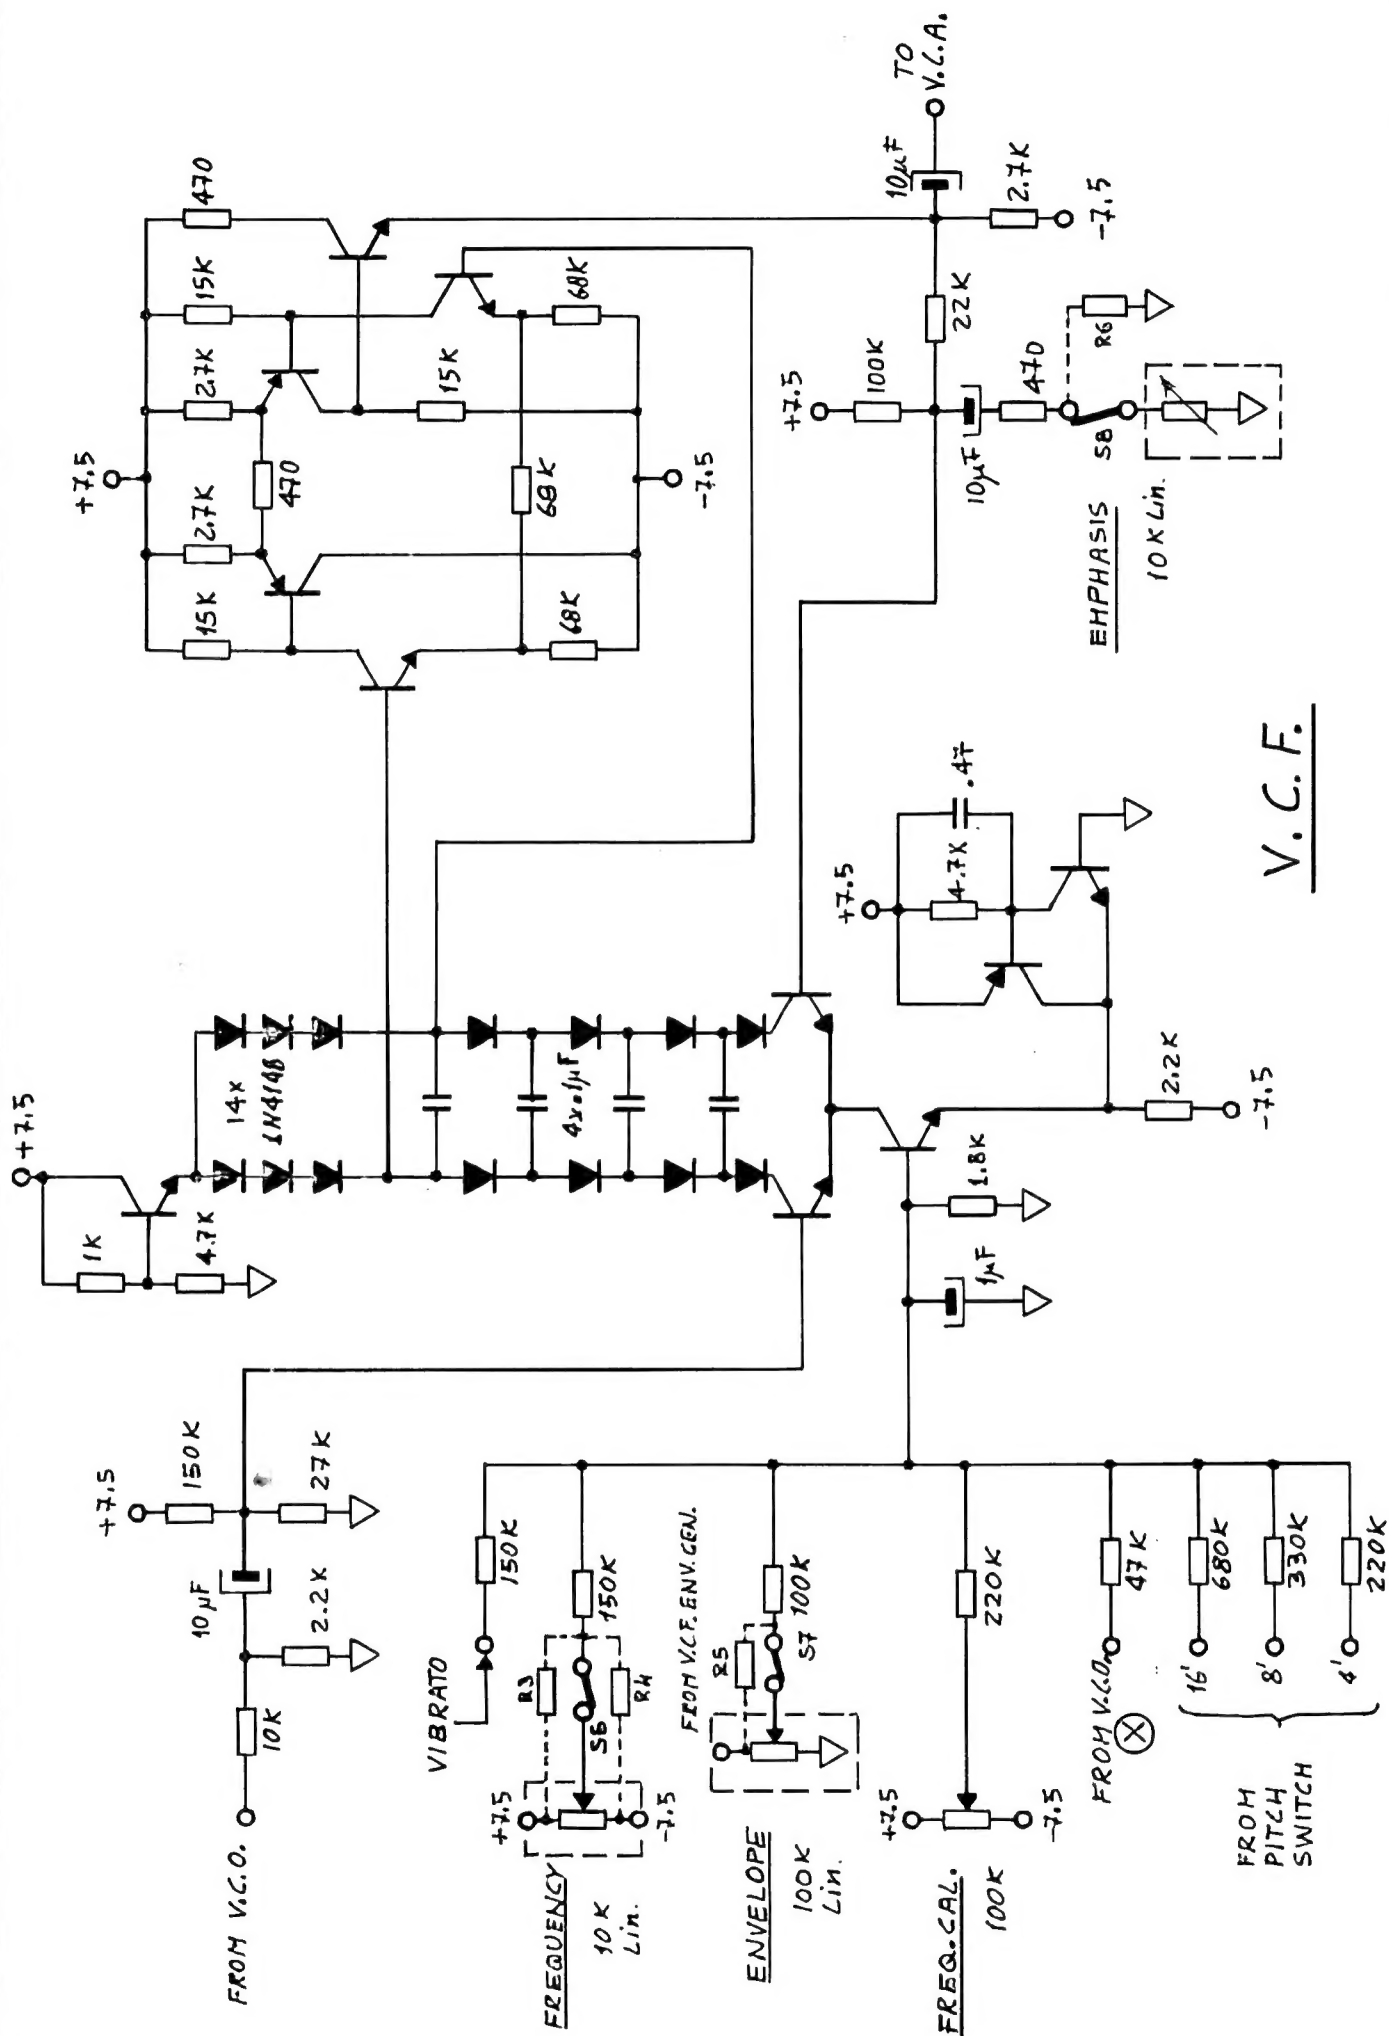 FROM V.C.O.
10K
2.2K
10µF
+7.5
150K
27K
1K
4.7K
+7.5
14x
1N4148
4x.1µF
15K
2.7K
+7.5
470
2.7K
15K
470
68K
68K
15K
68K
-7.5
10µF
TO
V.C.A.
22K
2.7K
-7.5
+7.5
100K
10µF
470
R6
S8
EMPHASIS
10K Lin.
VIBRATO
150K
FREQUENCY
10K
Lin.
+7.5
-7.5
R3
R4
150K
ENVELOPE
100K
Lin.
FROM V.C.F. ENV. GEN.
R5
S7
100K
FREQ. CAL.
100K
+7.5
-7.5
220K
FROM V.C.O.
X
47K
FROM
PITCH
SWITCH
16'
680K
8'
330K
4'
220K
1µF
1.8K
2.2K
-7.5
+7.5
4.7K
.47
V. C. F.